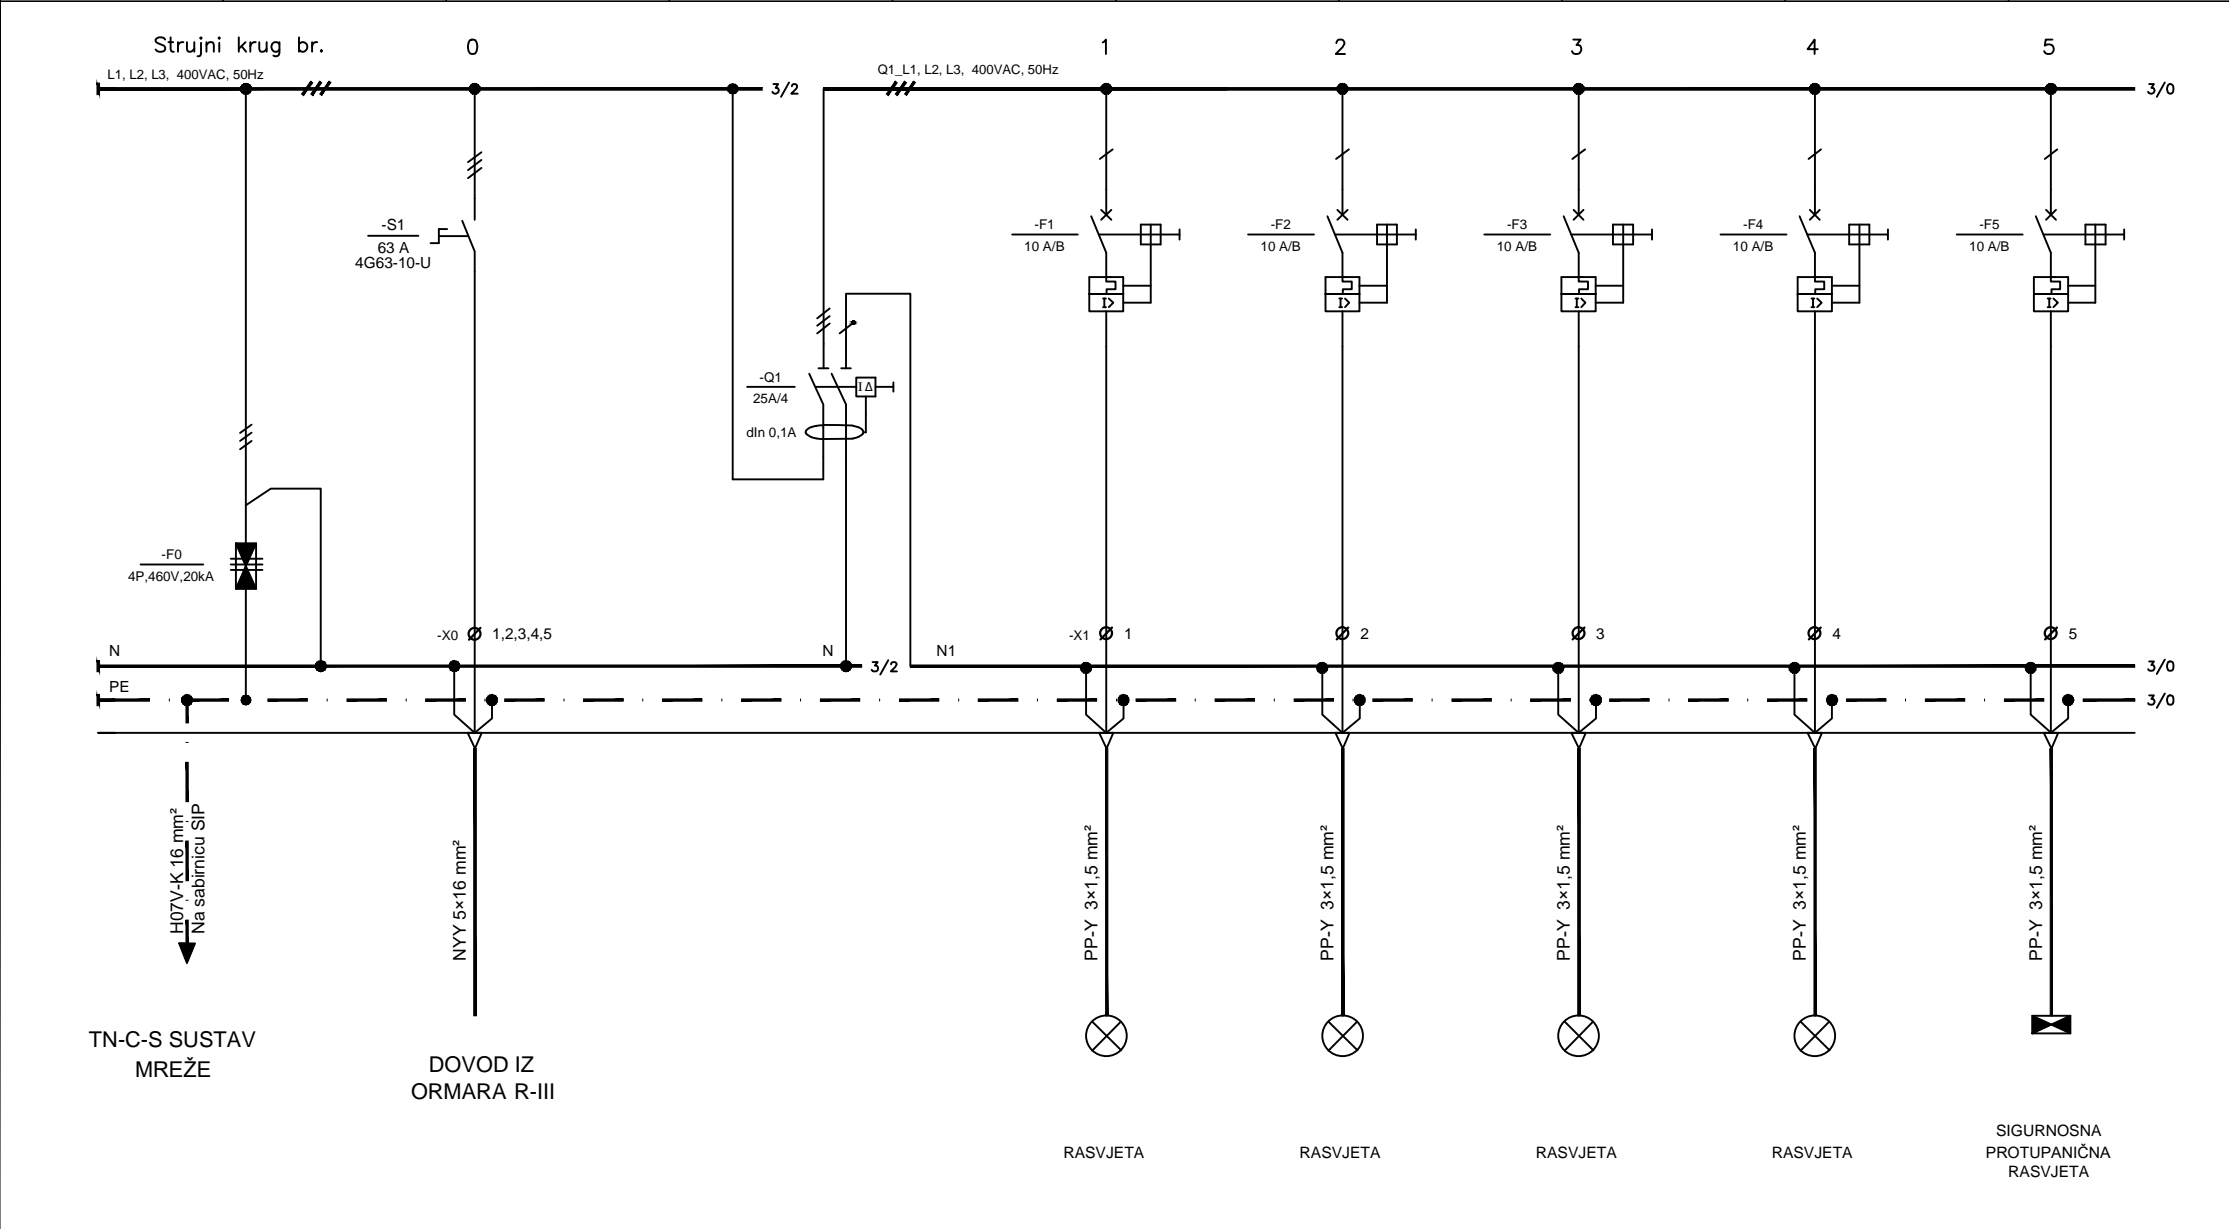 Strujni krug br.
0
1
2
3
4
5
L1, L2, L3, 400VAC, 50Hz
3/2
Q1_L1, L2, L3, 400VAC, 50Hz
3/0
-S1
63 A
4G63-10-U
-F1
10 A/B
I>
-F2
10 A/B
I>
-F3
10 A/B
I>
-F4
10 A/B
I>
-F5
10 A/B
I>
-Q1
25A/4
I Δ
dIn 0,1A
-F0
4P,460V,20kA
-X0
1,2,3,4,5
-X1
1
2
3
4
5
N
N
3/2
N1
3/0
PE
3/0
H07V-K 16 mm²
Na sabirnicu SIP
NYY 5×16 mm²
PP-Y 3×1,5 mm²
PP-Y 3×1,5 mm²
PP-Y 3×1,5 mm²
PP-Y 3×1,5 mm²
PP-Y 3×1,5 mm²
TN-C-S SUSTAV
MREŽE
DOVOD IZ
ORMARA R-III
RASVJETA
RASVJETA
RASVJETA
RASVJETA
SIGURNOSNA
PROTUPANIČNA
RASVJETA